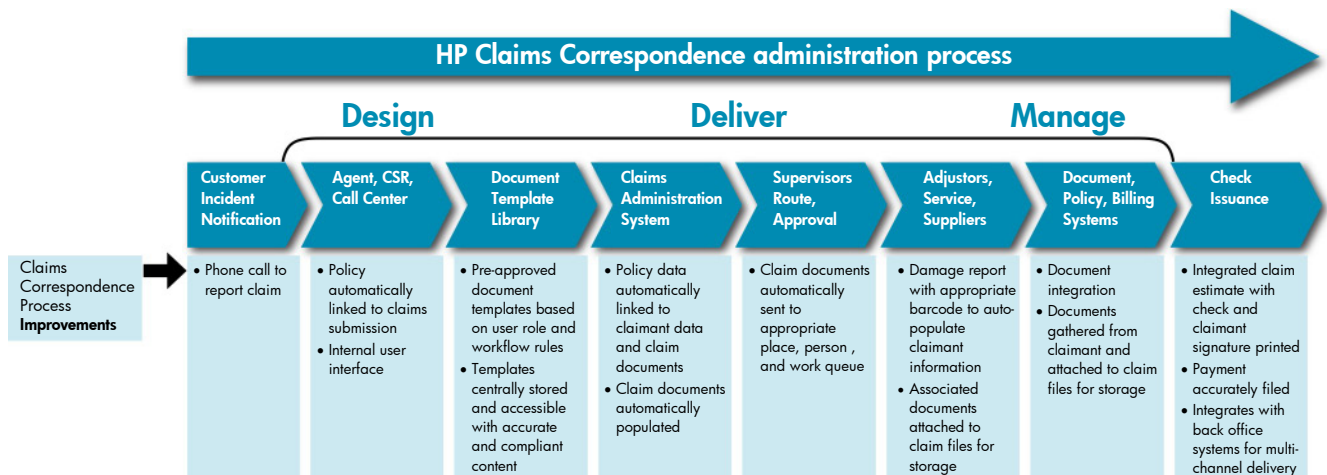 HP Claims Correspondence administration process
Design
Deliver
Manage
Customer
Incident
Notification
Agent, CSR,
Call Center
Document
Template
Library
Claims
Administration
System
Supervisors
Route,
Approval
Adjustors,
Service,
Suppliers
Document,
Policy, Billing
Systems
Check
Issuance
Claims
Correspondence
Process
Improvements
• Phone call to
report claim
• Policy
automatically
linked to claims
submission
• Internal user
interface
• Pre-approved
document
templates based
on user role and
workflow rules
• Templates
centrally stored
and accessible
with accurate
and compliant
content
• Policy data
automatically
linked to
claimant data
and claim
documents
• Claim documents
automatically
populated
• Claim documents
automatically
sent to
appropriate
place, person ,
and work queue
• Damage report
with appropriate
barcode to auto-
populate
claimant
information
• Associated
documents
attached to
claim files for
storage
• Document
integration
• Documents
gathered from
claimant and
attached to claim
files for storage
• Integrated claim
estimate with
check and
claimant
signature printed
• Payment
accurately filed
• Integrates with
back office
systems for multi-
channel delivery